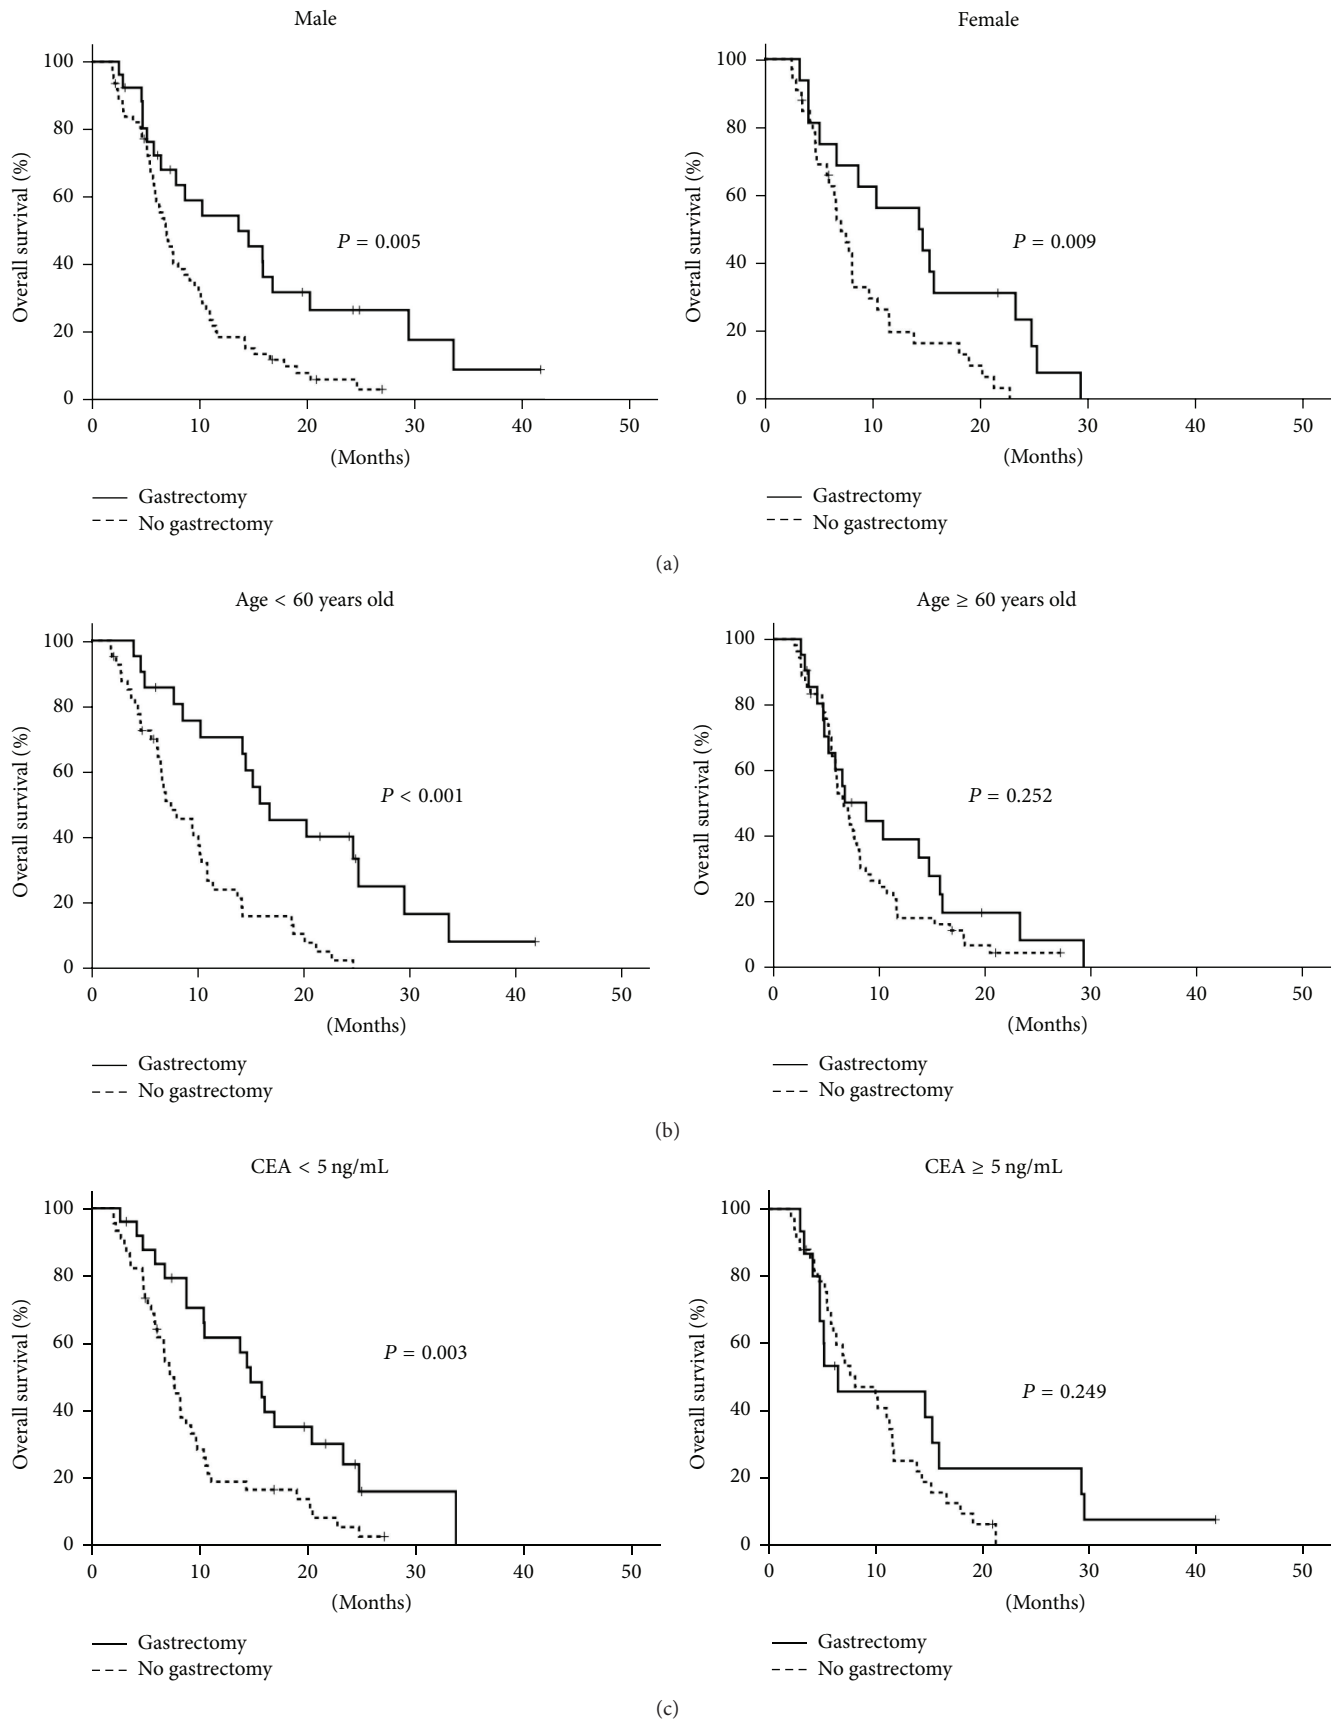 Male
Overall survival (%)
100
80
60
40
20
0
P = 0.005
0 10 20 30 40 50
(Months)
Gastrectomy
No gastrectomy
Female
Overall survival (%)
100
80
60
40
20
0
P = 0.009
0 10 20 30 40 50
(Months)
Gastrectomy
No gastrectomy
(a)
Age < 60 years old
Overall survival (%)
100
80
60
40
20
0
P < 0.001
0 10 20 30 40 50
(Months)
Gastrectomy
No gastrectomy
Age ≥ 60 years old
Overall survival (%)
100
80
60
40
20
0
P = 0.252
0 10 20 30 40 50
(Months)
Gastrectomy
No gastrectomy
(b)
CEA < 5 ng/mL
Overall survival (%)
100
80
60
40
20
0
P = 0.003
0 10 20 30 40 50
(Months)
Gastrectomy
No gastrectomy
CEA ≥ 5 ng/mL
Overall survival (%)
100
80
60
40
20
0
P = 0.249
0 10 20 30 40 50
(Months)
Gastrectomy
No gastrectomy
(c)